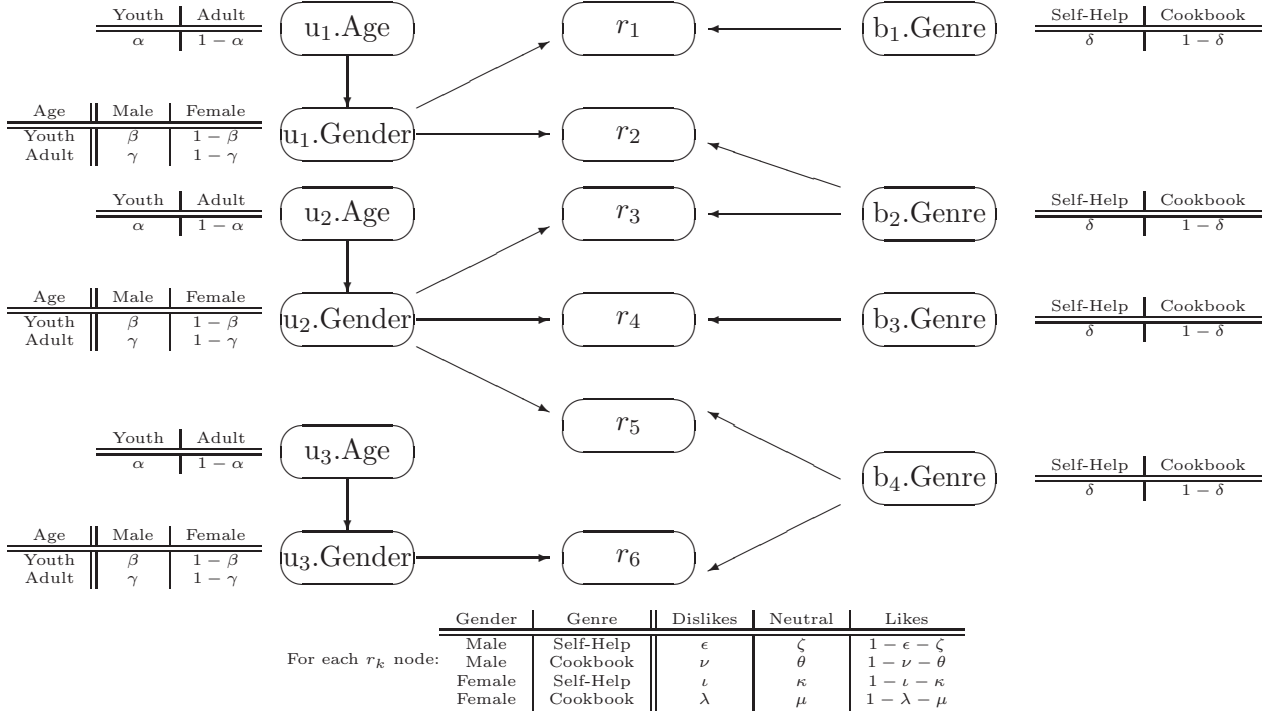 Youth Adult
α 1 − α
u₁.Age
r₁
b₁.Genre
Self-Help Cookbook
δ 1 − δ
Age Male Female
Youth β 1 − β
Adult γ 1 − γ
u₁.Gender
r₂
Youth Adult
α 1 − α
u₂.Age
r₃
b₂.Genre
Self-Help Cookbook
δ 1 − δ
Age Male Female
Youth β 1 − β
Adult γ 1 − γ
u₂.Gender
r₄
b₃.Genre
Self-Help Cookbook
δ 1 − δ
r₅
Youth Adult
α 1 − α
u₃.Age
b₄.Genre
Self-Help Cookbook
δ 1 − δ
Age Male Female
Youth β 1 − β
Adult γ 1 − γ
u₃.Gender
r₆
For each rₖ node:
Gender Genre Dislikes Neutral Likes
Male Self-Help ϵ ζ 1 − ϵ − ζ
Male Cookbook ν θ 1 − ν − θ
Female Self-Help ι κ 1 − ι − κ
Female Cookbook λ μ 1 − λ − μ